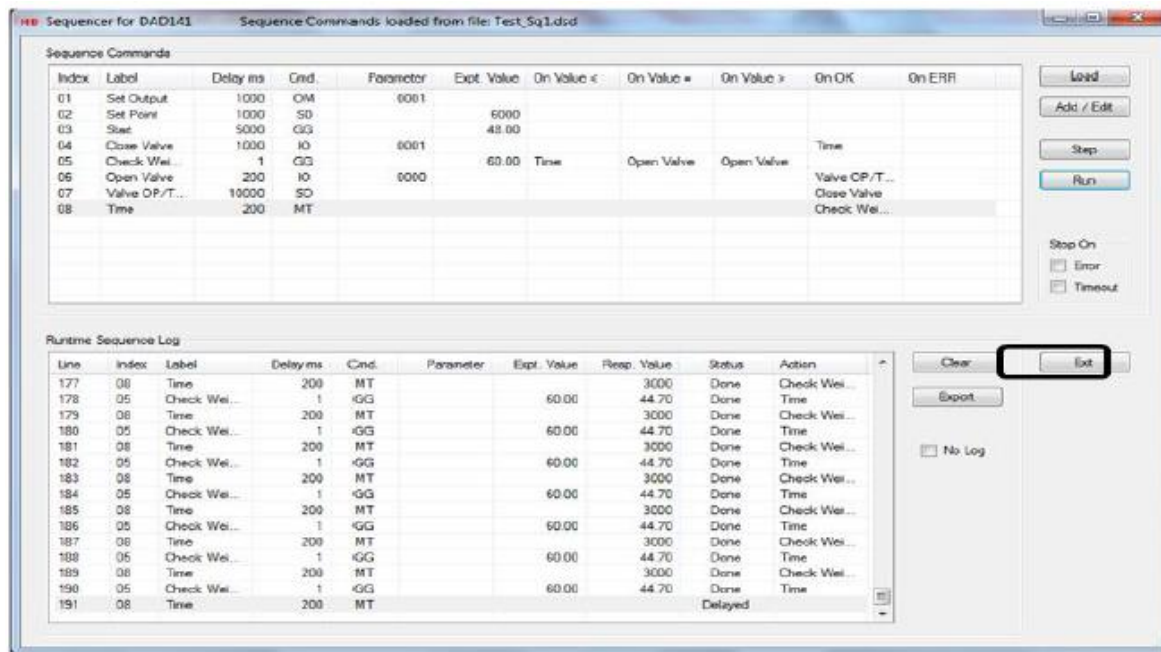 Sequencer for DAD141 Sequence Commands loaded from file: Test_Sq1.dsd
Sequence Commands
Index Label Delay ms Cmd. Parameter Expt. Value On Value < On Value = On Value > On OK On ERR
01 Set Output 1000 OM 0001
02 Set Point 1000 SD 6000
03 Start 5000 GG 48.00
04 Close Valve 1000 IO 0001 Time
05 Check Wei... 1 GG 60.00 Time Open Valve Open Valve
06 Open Valve 200 IO 0000 Valve OP/T...
07 Valve OP/T... 10000 SD Close Valve
08 Time 200 MT Check Wei...
Load
Add / Edit
Step
Run
Stop On
Error
Timeout
Runtime Sequence Log
Line Index Label Delay ms Cmd. Parameter Expt. Value Resp. Value Status Action
177 08 Time 200 MT 3000 Done Check Wei...
178 05 Check Wei... 1 GG 60.00 44.70 Done Time
179 08 Time 200 MT 3000 Done Check Wei...
180 05 Check Wei... 1 GG 60.00 44.70 Done Time
181 08 Time 200 MT 3000 Done Check Wei...
182 05 Check Wei... 1 GG 60.00 44.70 Done Time
183 08 Time 200 MT 3000 Done Check Wei...
184 05 Check Wei... 1 GG 60.00 44.70 Done Time
185 08 Time 200 MT 3000 Done Check Wei...
186 05 Check Wei... 1 GG 60.00 44.70 Done Time
187 08 Time 200 MT 3000 Done Check Wei...
188 05 Check Wei... 1 GG 60.00 44.70 Done Time
189 08 Time 200 MT 3000 Done Check Wei...
190 05 Check Wei... 1 GG 60.00 44.70 Done Time
191 08 Time 200 MT Delayed
Clear
Exit
Export
No Log